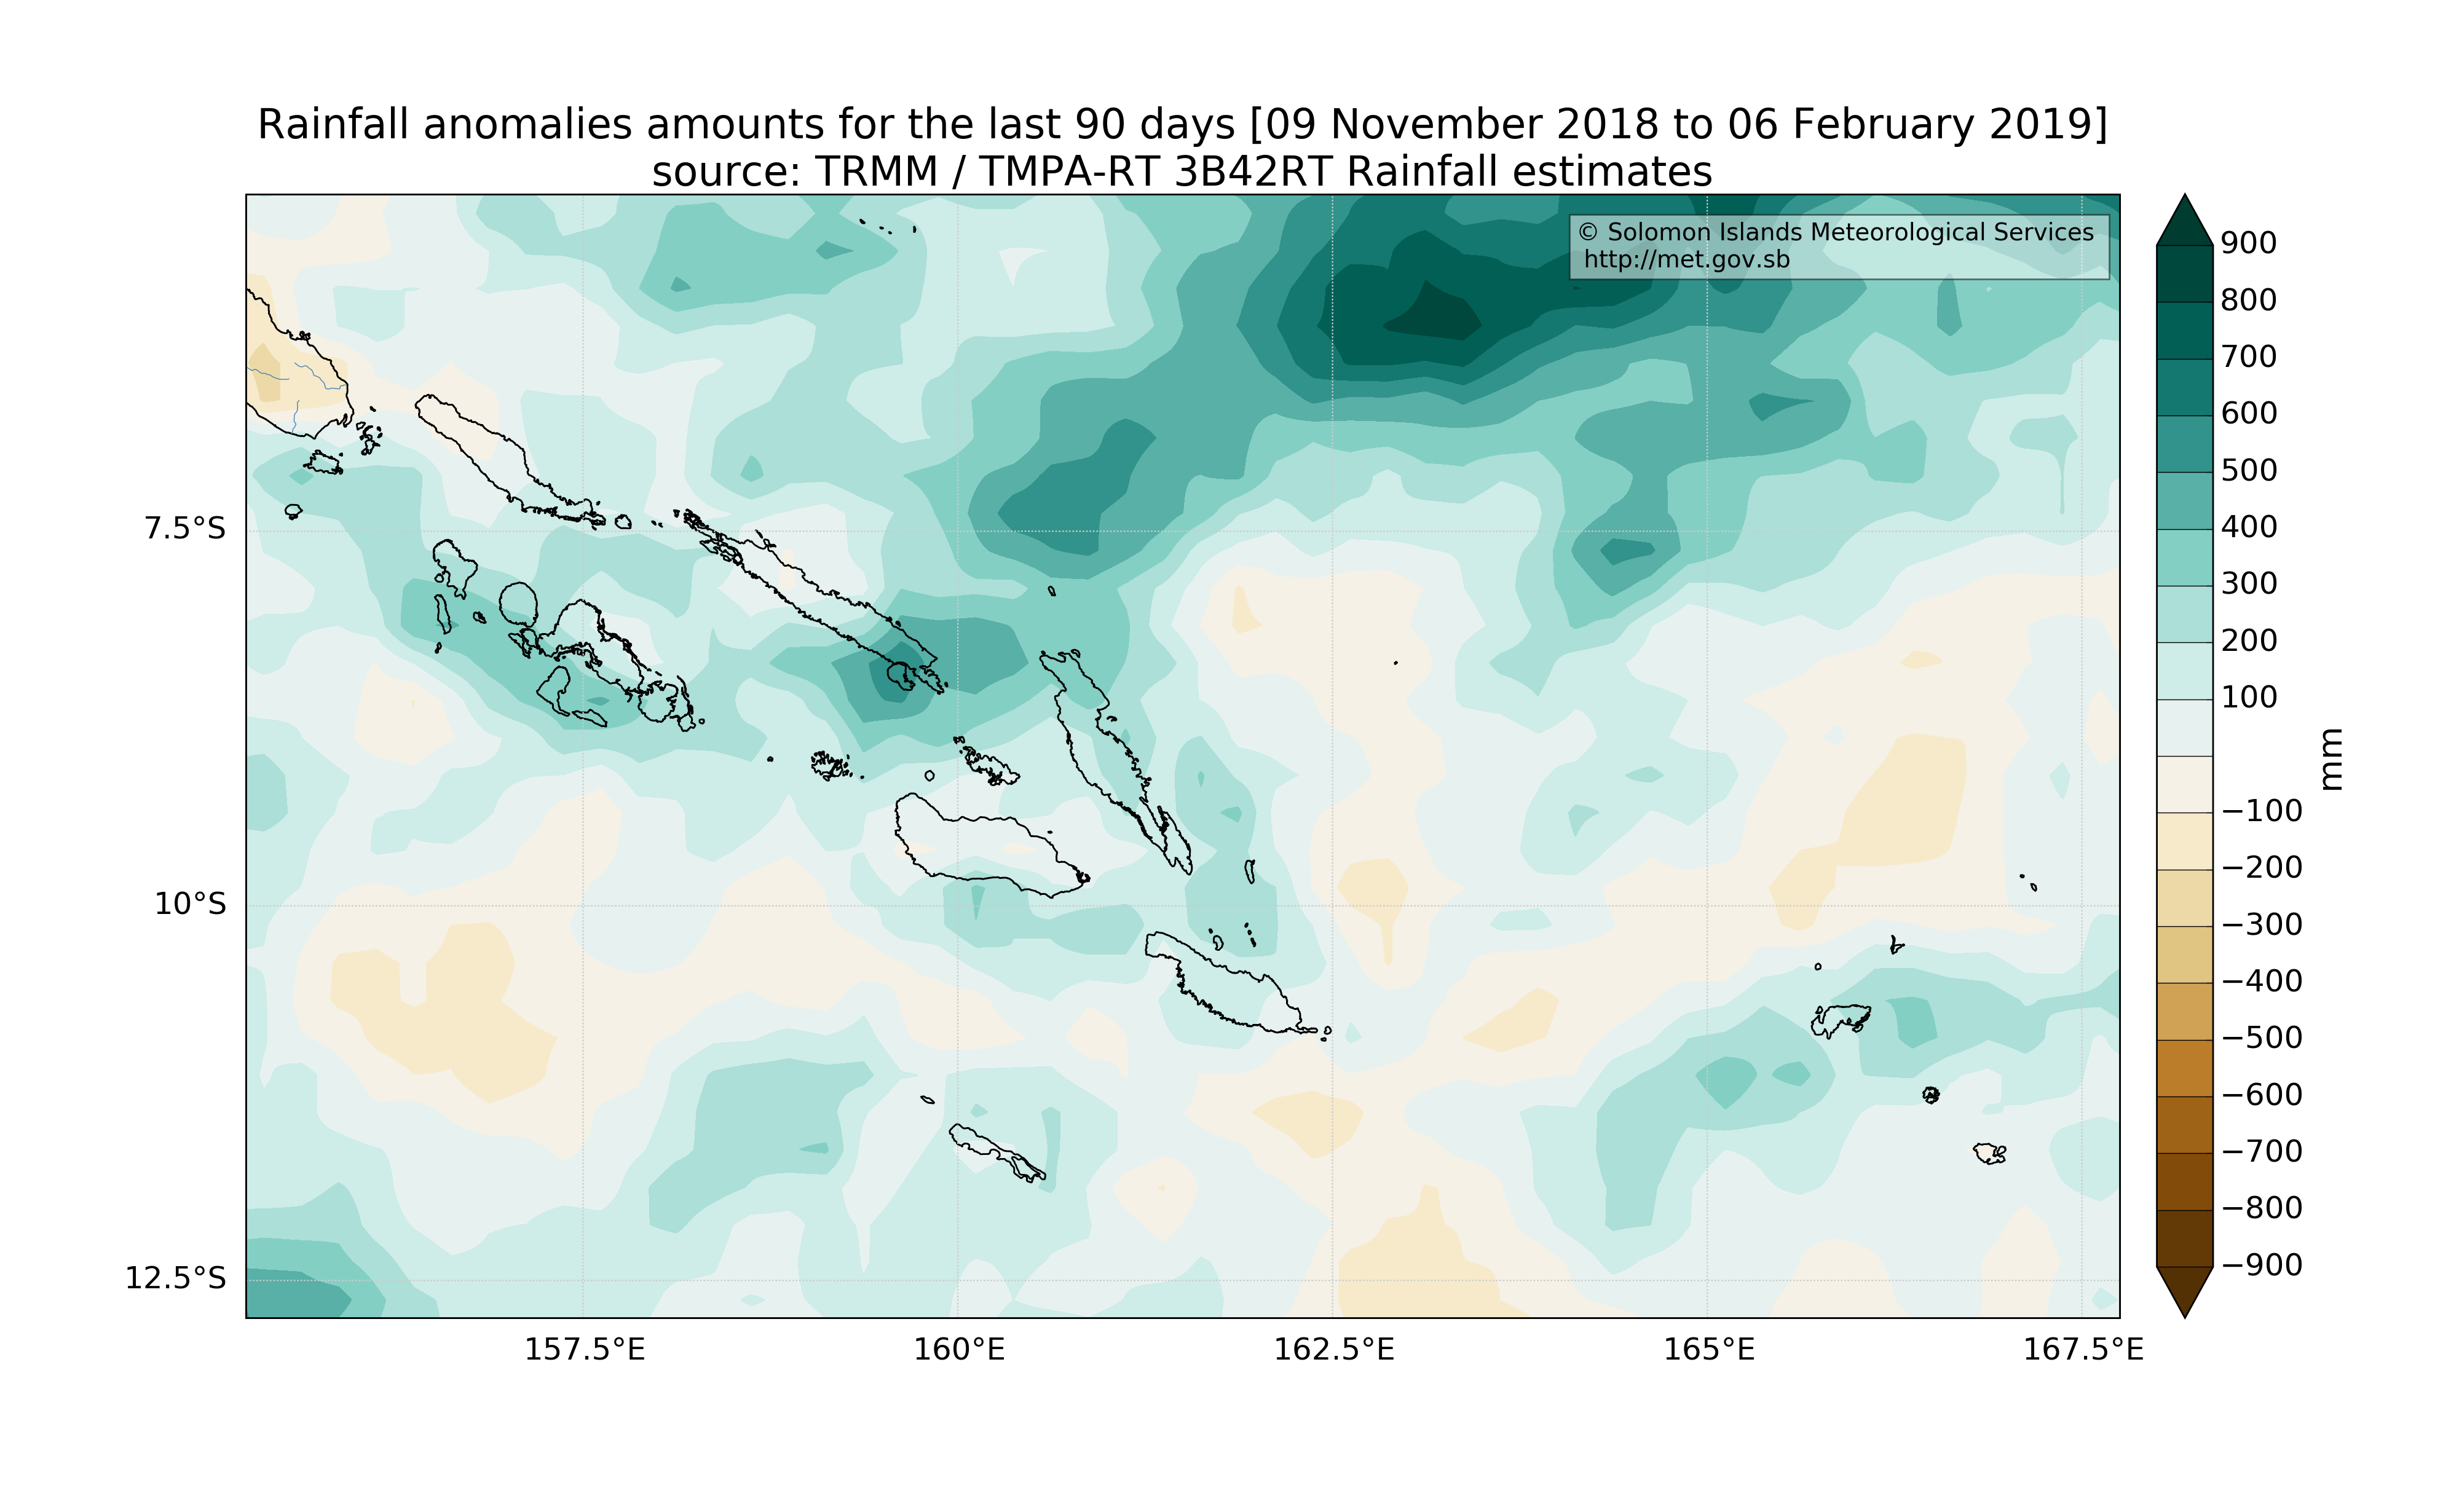 Rainfall anomalies amounts for the last 90 days [09 November 2018 to 06 February 2019]
source: TRMM / TMPA-RT 3B42RT Rainfall estimates
© Solomon Islands Meteorological Services
http://met.gov.sb
7.5°S
10°S
12.5°S
157.5°E
160°E
162.5°E
165°E
167.5°E
900
800
700
600
500
400
300
200
100
−100
−200
−300
−400
−500
−600
−700
−800
−900
mm